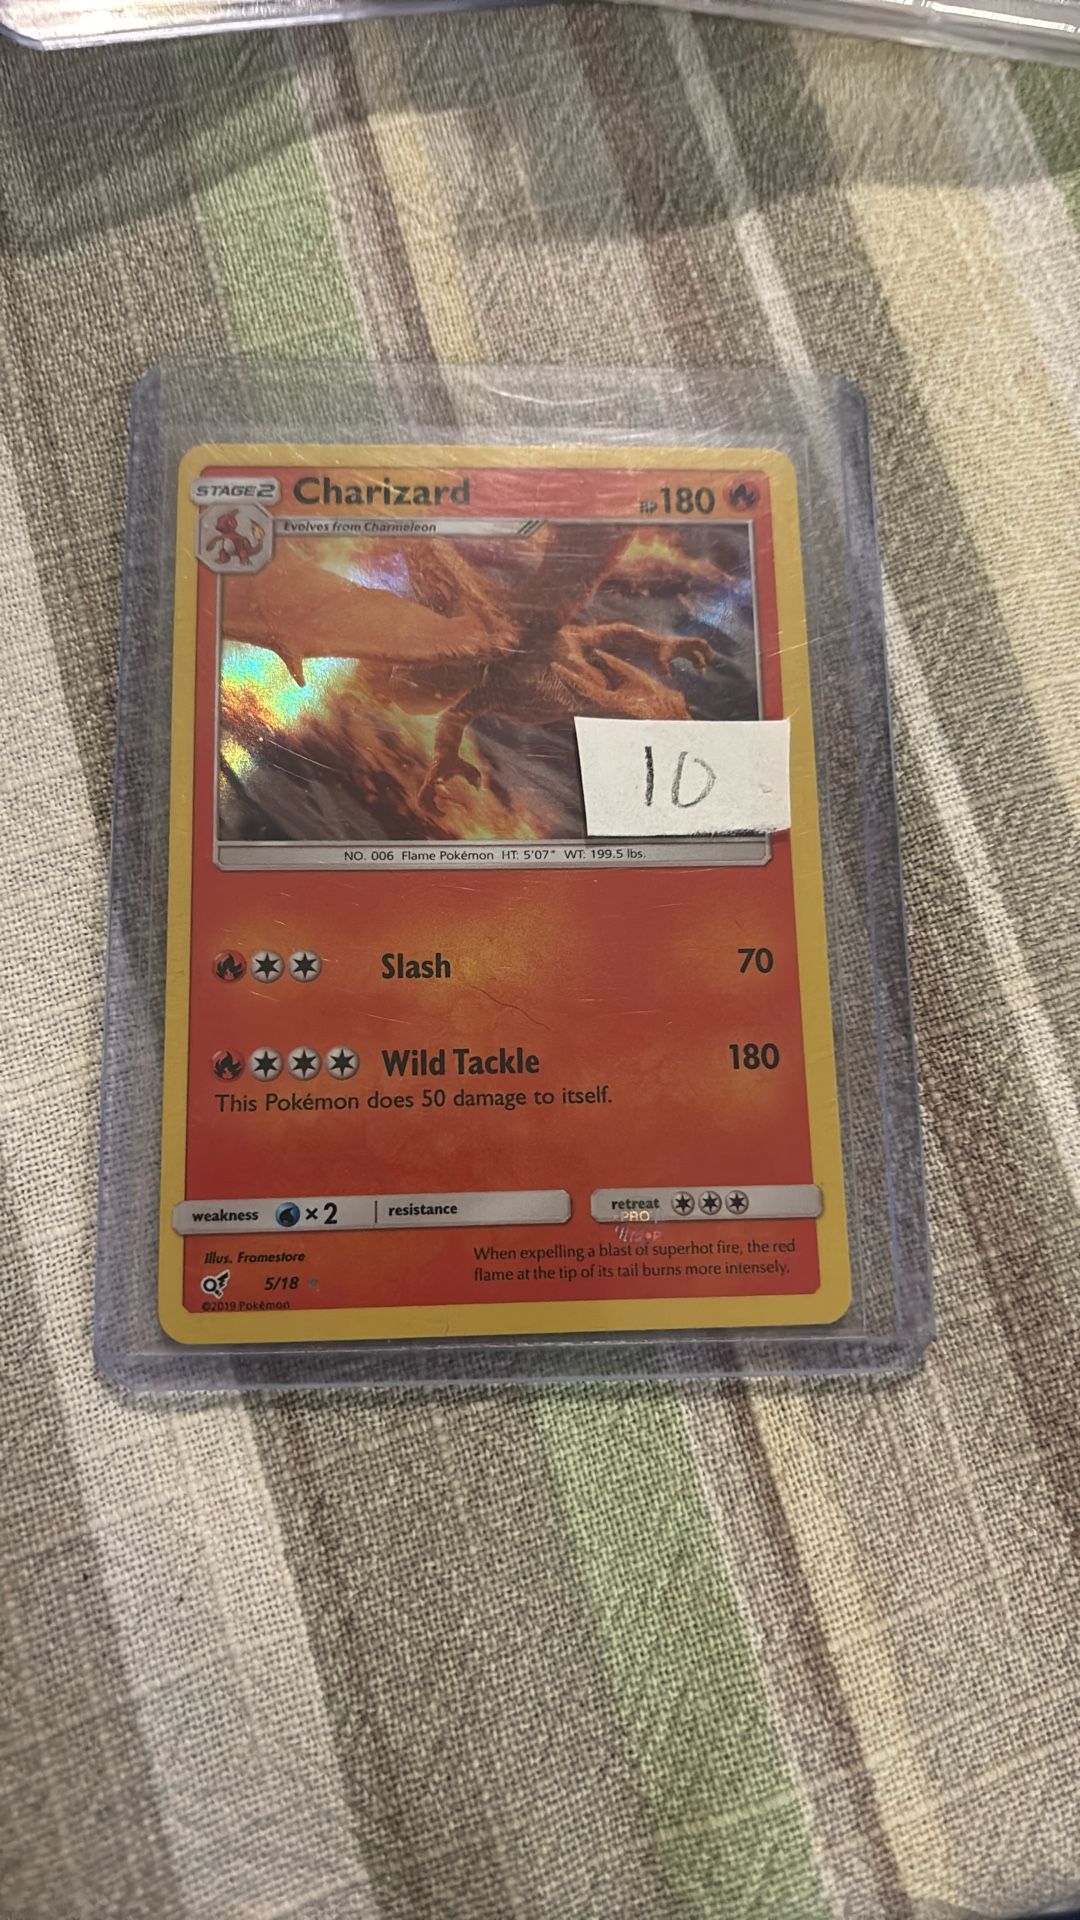 STAGE 2 Charizard HP 180
Evolves from Charmeleon
10
NO. 006 Flame Pokémon HT: 5'07" WT: 199.5 lbs.
Slash 70
Wild Tackle 180
This Pokémon does 50 damage to itself.
weakness ×2 resistance
retreat
PRO
Illus. Framestore
5/18
©2019 Pokémon
When expelling a blast of superhot fire, the red
flame at the tip of its tail burns more intensely.